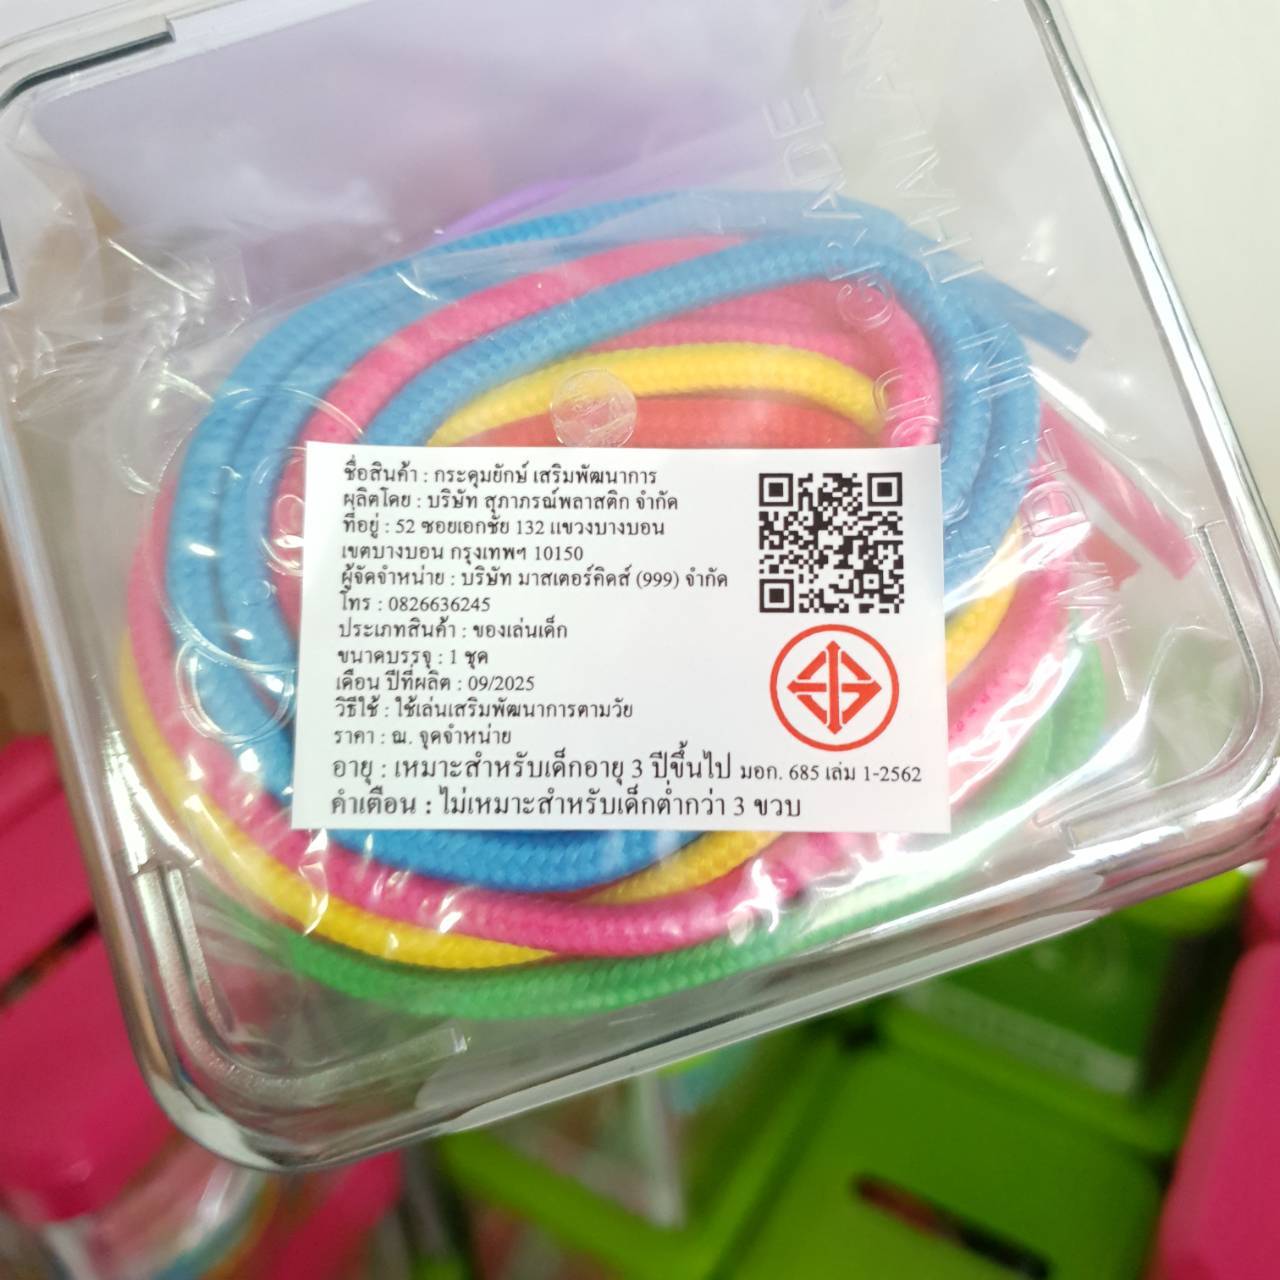 MADE IN THAILAND
ชื่อสินค้า : กระดุมยักษ์ เสริมพัฒนาการ
ผลิตโดย : บริษัท สุภาภรณ์พลาสติก จำกัด
ที่อยู่ : 52 ซอยเอกชัย 132 แขวงบางบอน
เขตบางบอน กรุงเทพฯ 10150
ผู้จัดจำหน่าย : บริษัท มาสเตอร์คิดส์ (999) จำกัด
โทร : 0826636245
ประเภทสินค้า : ของเล่นเด็ก
ขนาดบรรจุ : 1 ชุด
เดือน ปีที่ผลิต : 09/2025
วิธีใช้ : ใช้เล่นเสริมพัฒนาการตามวัย
ราคา : ณ. จุดจำหน่าย
อายุ : เหมาะสำหรับเด็กอายุ 3 ปีขึ้นไป มอก. 685 เล่ม 1-2562
คำเตือน : ไม่เหมาะสำหรับเด็กต่ำกว่า 3 ขวบ